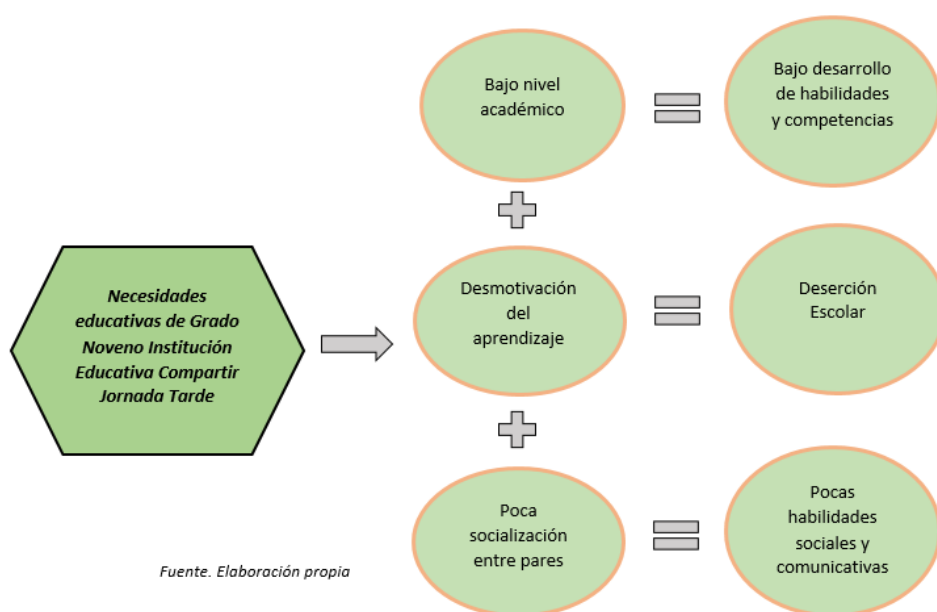 Bajo nivel
académico
Bajo desarrollo
de habilidades
y competencias
Necesidades
educativas de Grado
Noveno Institución
Educativa Compartir
Jornada Tarde
Desmotivación
del
aprendizaje
Deserción
Escolar
Poca
socialización
entre pares
Pocas
habilidades
sociales y
comunicativas
Fuente. Elaboración propia